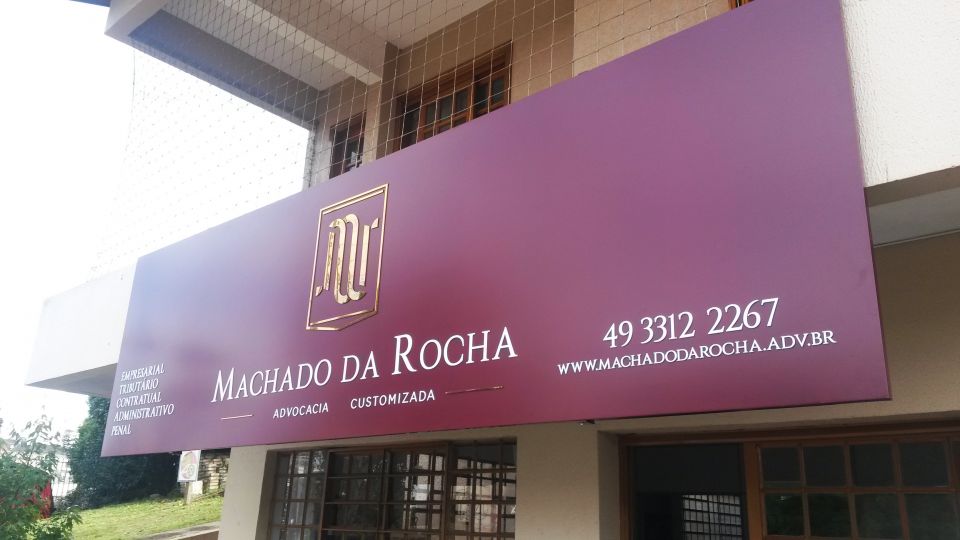 EMPRESARIAL
TRIBUTÁRIO
CONTRATUAL
ADMINISTRATIVO
PENAL
MACHADO DA ROCHA
ADVOCACIA CUSTOMIZADA
49 3312 2267
WWW.MACHADODAROCHA.ADV.BR